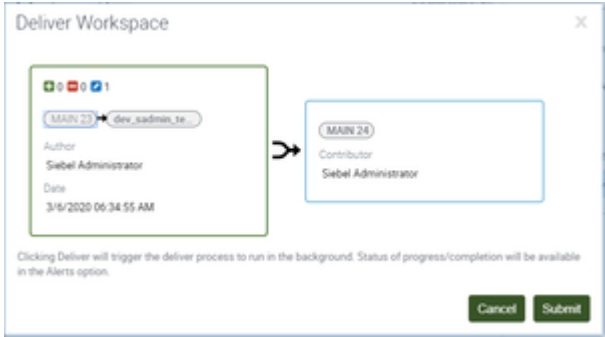 Deliver Workspace
0 0 1
MAIN 23 dev_sadmin_te...
Author
Siebel Administrator
Date
3/6/2020 06:34:55 AM
MAIN 24
Contributor
Siebel Administrator
Clicking Deliver will trigger the deliver process to run in the background. Status of progress/completion will be available
in the Alerts option.
Cancel Submit